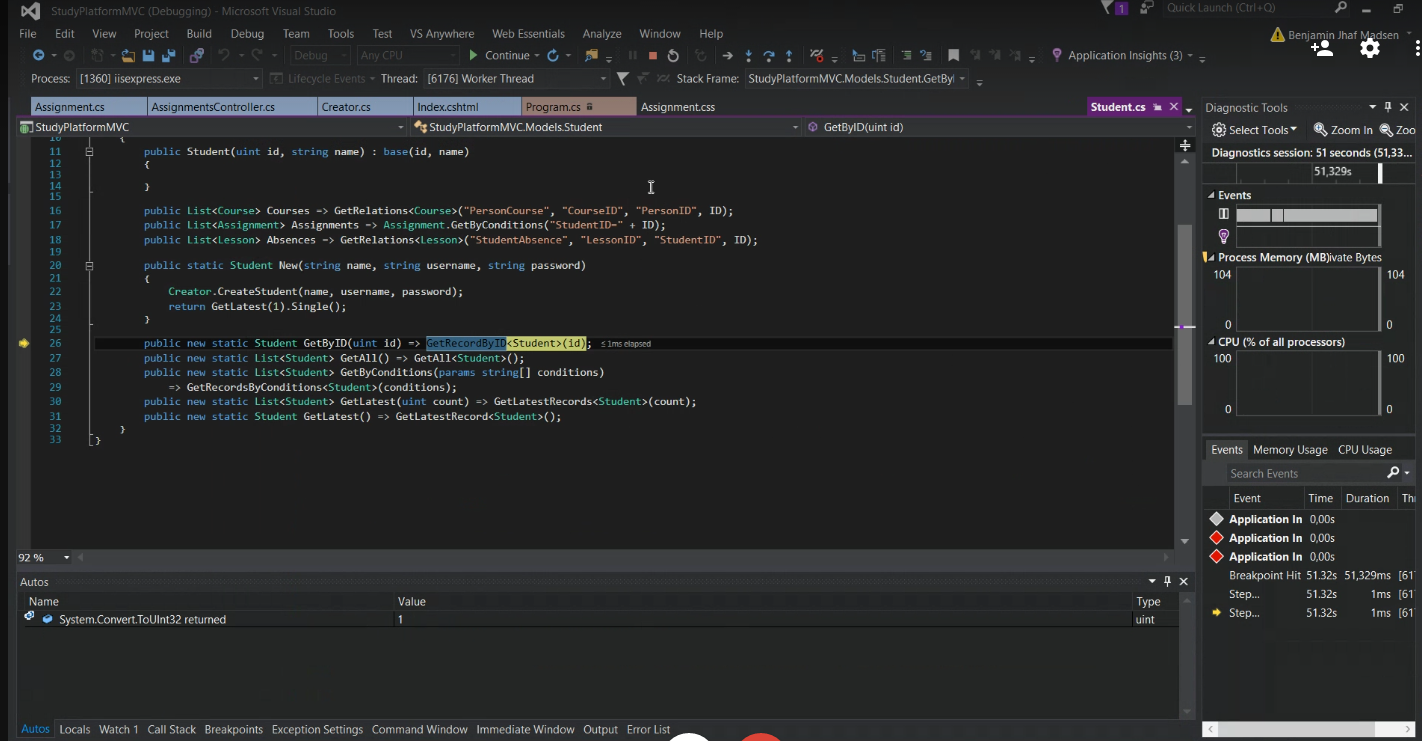 StudyPlatformMVC (Debugging) - Microsoft Visual Studio
1
Quick Launch (Ctrl+Q)
File Edit View Project Build Debug Team Tools Test VS Anywhere Web Essentials Analyze Window Help
Benjamin Jhaf Madsen
Debug Any CPU Continue Application Insights (3)
Process: [1360] iisexpress.exe Lifecycle Events Thread: [6176] Worker Thread Stack Frame: StudyPlatformMVC.Models.Student.GetByI
Assignment.cs AssignmentsController.cs Creator.cs Index.cshtml Program.cs Assignment.css Student.cs
StudyPlatformMVC StudyPlatformMVC.Models.Student GetByID(uint id)
10 {
11 public Student(uint id, string name) : base(id, name)
12 {
13
14 }
15
16 public List<Course> Courses => GetRelations<Course>("PersonCourse", "CourseID", "PersonID", ID);
17 public List<Assignment> Assignments => Assignment.GetByConditions("StudentID=" + ID);
18 public List<Lesson> Absences => GetRelations<Lesson>("StudentAbsence", "LessonID", "StudentID", ID);
19
20 public static Student New(string name, string username, string password)
21 {
22 Creator.CreateStudent(name, username, password);
23 return GetLatest(1).Single();
24 }
25
26 public new static Student GetByID(uint id) => GetRecordByID<Student>(id); ≤1ms elapsed
27 public new static List<Student> GetAll() => GetAll<Student>();
28 public new static List<Student> GetByConditions(params string[] conditions)
29 => GetRecordsByConditions<Student>(conditions);
30 public new static List<Student> GetLatest(uint count) => GetLatestRecords<Student>(count);
31 public new static Student GetLatest() => GetLatestRecord<Student>();
32 }
33 }
92 %
Autos
Name Value Type
System.Convert.ToUInt32 returned 1 uint
Autos Locals Watch 1 Call Stack Breakpoints Exception Settings Command Window Immediate Window Output Error List
Diagnostic Tools
Select Tools Zoom In Zoo
Diagnostics session: 51 seconds (51,33...
51,329s
Events
Process Memory (MB)ivate Bytes
104 104
0 0
CPU (% of all processors)
100 100
0 0
Events Memory Usage CPU Usage
Search Events
Event Time Duration Thr
Application In 0,00s
Application In 0,00s
Application In 0,00s
Breakpoint Hit 51.32s 51,329ms [61
Step... 51.32s 1ms [61
Step... 51.32s 1ms [61